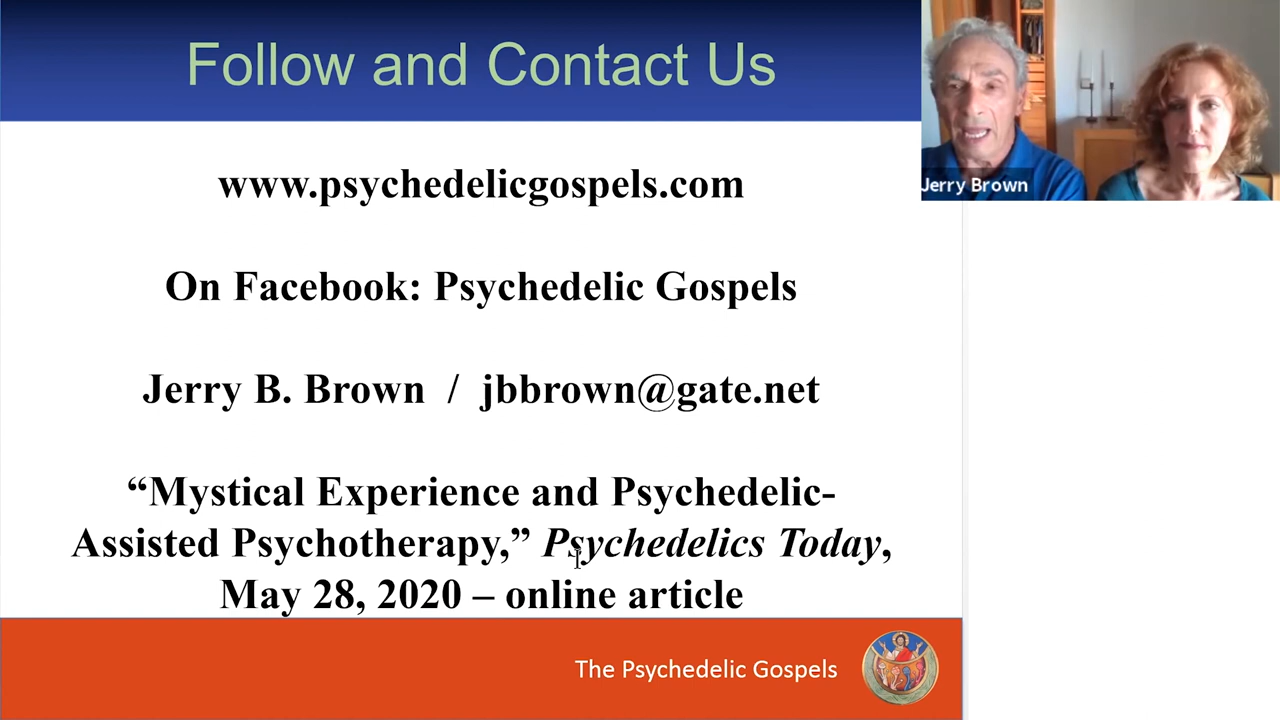 Follow and Contact Us
www.psychedelicgospels.com
On Facebook: Psychedelic Gospels
Jerry B. Brown / jbbrown@gate.net
“Mystical Experience and Psychedelic-
Assisted Psychotherapy,” Psychedelics Today,
May 28, 2020 – online article
The Psychedelic Gospels
Jerry Brown